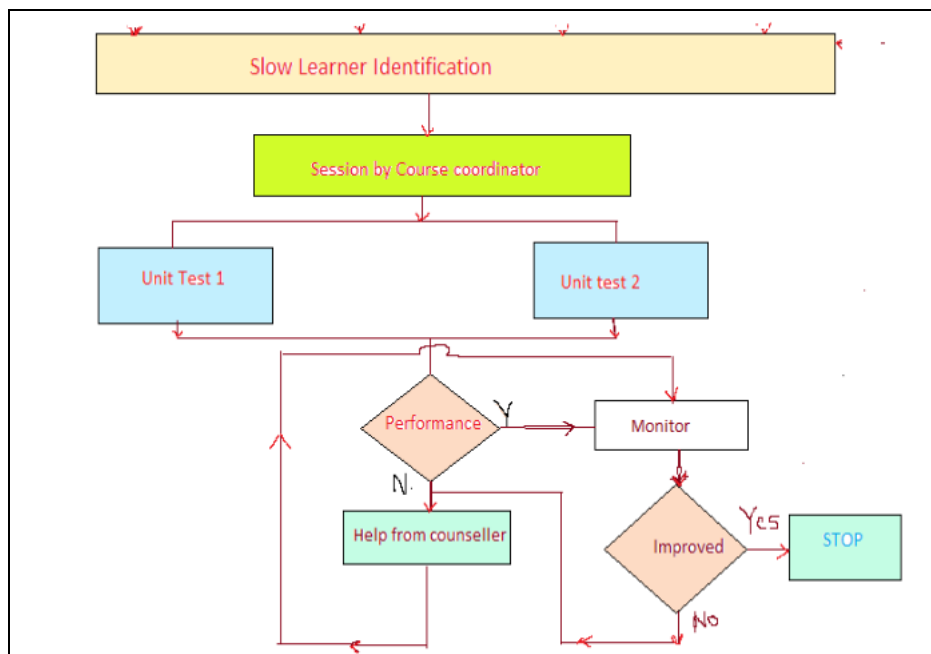 Slow Learner Identification
Session by Course coordinator
Unit Test 1
Unit test 2
Performance
Y
Monitor
N.
Help from counseller
Improved
Yes
STOP
No